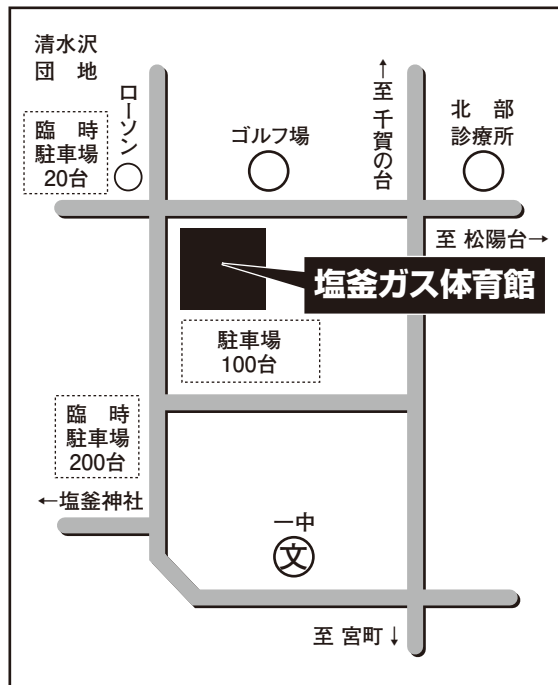 清水沢
団　地
ローソン
臨　時
駐車場
20台
ゴルフ場
↑至 千賀の台
北　部
診療所
至 松陽台→
塩釜ガス体育館
駐車場
100台
臨　時
駐車場
200台
←塩釜神社
一中
文
至 宮町↓